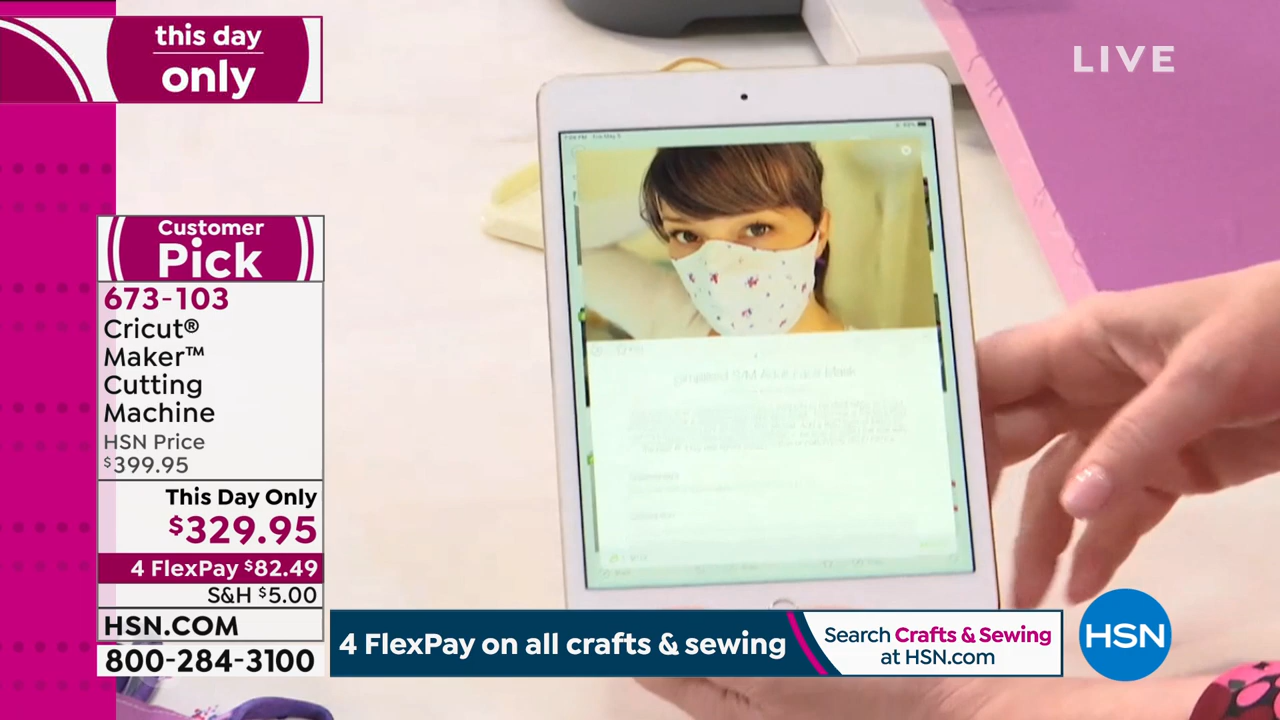 this day
only
LIVE
Customer
Pick
673-103
Cricut®
Maker™
Cutting
Machine
HSN Price
$399.95
This Day Only
$329.95
4 FlexPay $82.49
S&H $5.00
HSN.COM
800-284-3100
4 FlexPay on all crafts & sewing
Search Crafts & Sewing
at HSN.com
HSN